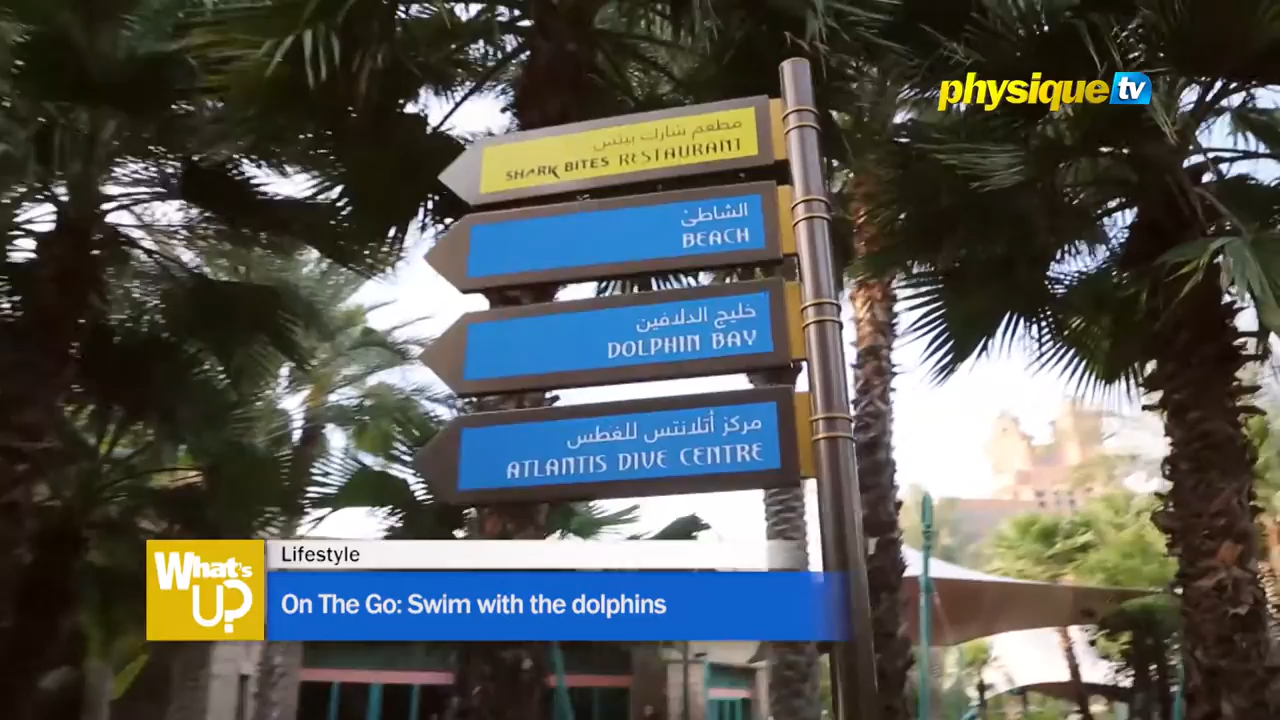 physique tv
مطعم شارك بيتس
SHARK BITES RESTAURANT
الشاطئ
BEACH
خليج الدلافين
DOLPHIN BAY
مركز أتلانتس للغطس
ATLANTIS DIVE CENTRE
What's UP?
Lifestyle
On The Go: Swim with the dolphins